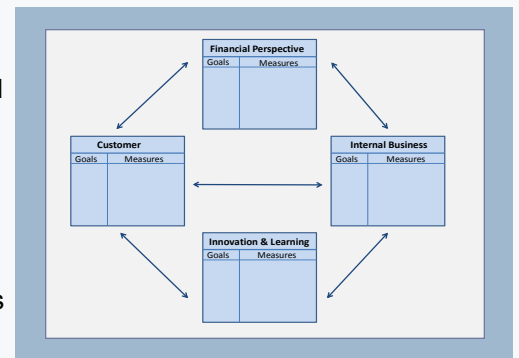 Financial Perspective
Goals Measures
Customer
Goals Measures
Internal Business
Goals Measures
Innovation & Learning
Goals Measures